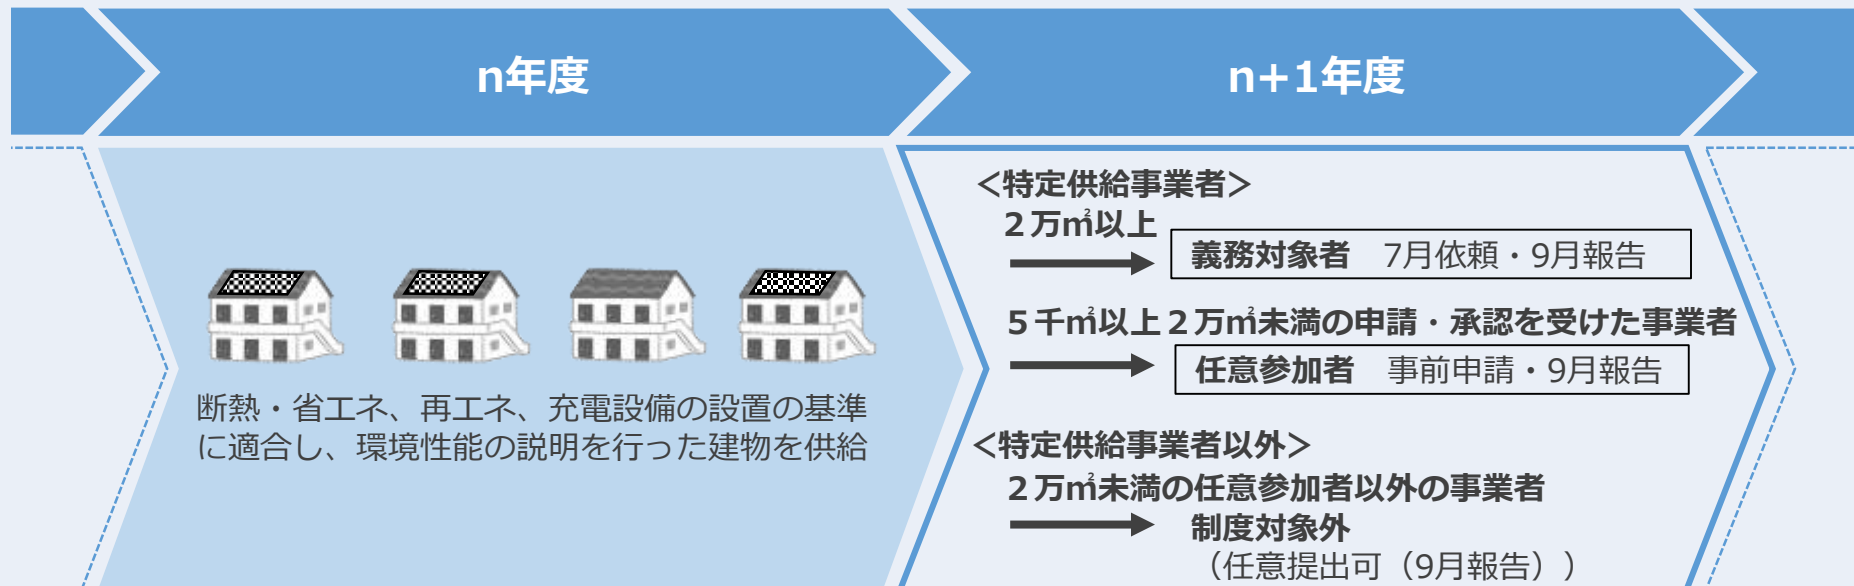 n年度
n+1年度
断熱・省エネ、再エネ、充電設備の設置の基準
に適合し、環境性能の説明を行った建物を供給
＜特定供給事業者＞
２万㎡以上
義務対象者　7月依頼・9月報告
５千㎡以上２万㎡未満の申請・承認を受けた事業者
任意参加者　事前申請・9月報告
＜特定供給事業者以外＞
２万㎡未満の任意参加者以外の事業者
制度対象外
（任意提出可（9月報告））